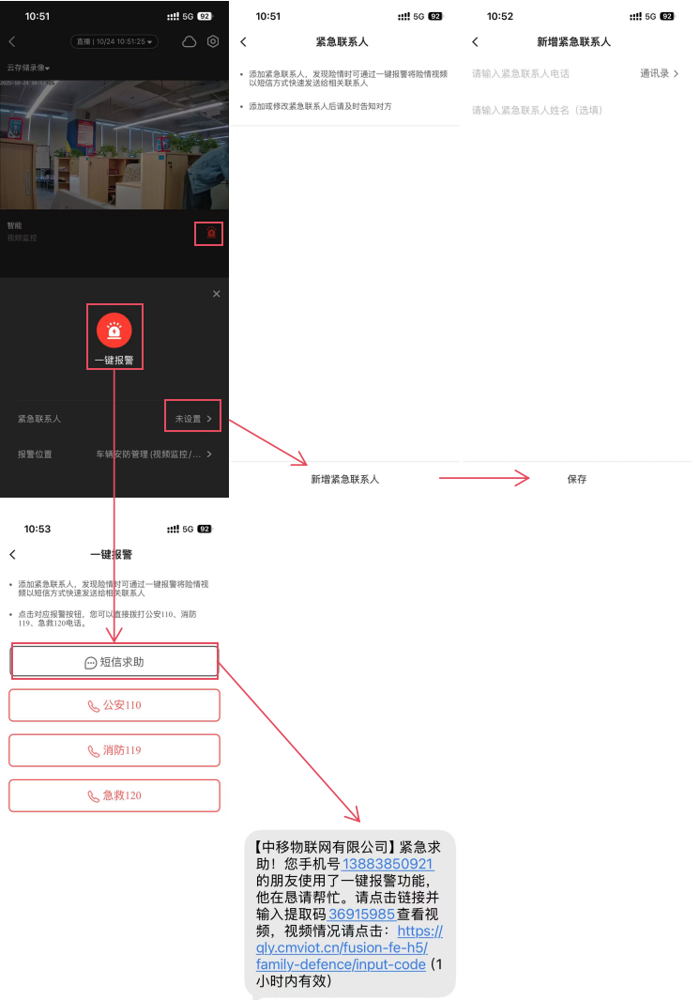 10:51
5G 92
直播 | 10/24 10:51:25
云存储录像
智能
视频监控
一键报警
紧急联系人
未设置
报警位置
车辆安防管理 (视频监控/...
10:51
5G 92
紧急联系人
• 添加紧急联系人，发现险情时可通过一键报警将险情视频
以短信方式快速发送给相关联系人
• 添加或修改紧急联系人后请及时告知对方
新增紧急联系人
10:52
5G 92
新增紧急联系人
请输入紧急联系人电话
通讯录
请输入紧急联系人姓名（选填）
保存
10:53
5G 92
一键报警
• 添加紧急联系人，发现险情时可通过一键报警将险情视
频以短信方式快速发送给相关联系人
• 点击对应报警按钮，您可以直接拨打公安110、消防
119、急救120电话。
短信求助
公安110
消防119
急救120
【中移物联网有限公司】紧急求
助！您手机号13883850921
的朋友使用了一键报警功能，
他在恳请帮忙。请点击链接并
输入提取码36915985查看视
频，视频情况请点击：https://
qly.cmviot.cn/fusion-fe-h5/
family-defence/input-code (1
小时内有效)